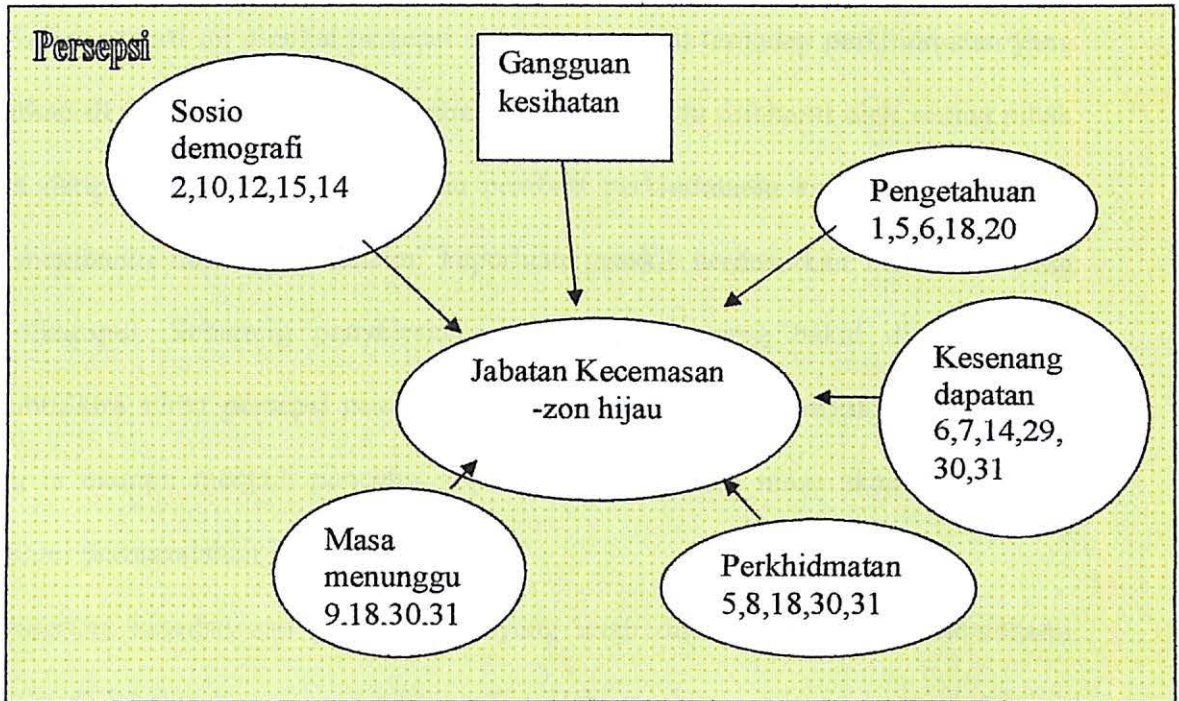 Persepsi
Gangguan
kesihatan
Sosio
demografi
2,10,12,15,14
Pengetahuan
1,5,6,18,20
Jabatan Kecemasan
-zon hijau
Kesenang
dapatan
6,7,14,29,
30,31
Masa
menunggu
9.18.30.31
Perkhidmatan
5,8,18,30,31